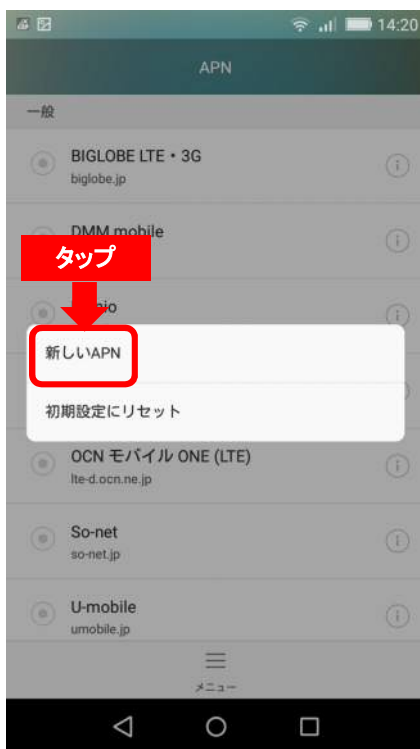 14:20
APN
一般
BIGLOBE LTE・3G
biglobe.jp
DMM mobile
タップ
新しいAPN
初期設定にリセット
OCN モバイル ONE (LTE)
lte-d.ocn.ne.jp
So-net
so-net.jp
U-mobile
umobile.jp
メニュー